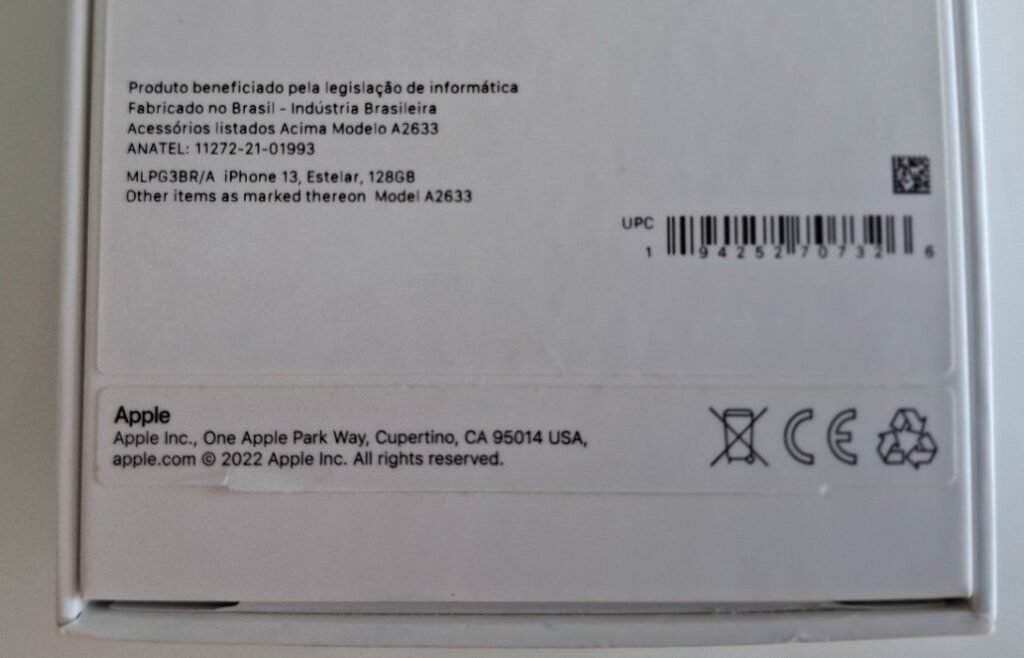 Produto beneficiado pela legislação de informática
Fabricado no Brasil - Indústria Brasileira
Acessórios listados Acima Modelo A2633
ANATEL: 11272-21-01993
MLPG3BR/A iPhone 13, Estelar, 128GB
Other items as marked thereon Model A2633
UPC
1 94252 70732 6
Apple
Apple Inc., One Apple Park Way, Cupertino, CA 95014 USA,
apple.com © 2022 Apple Inc. All rights reserved.
CE